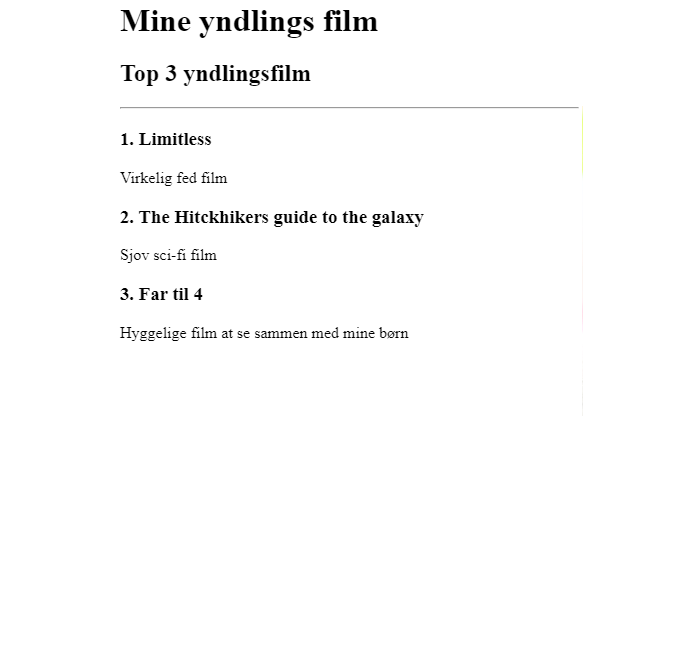 Mine yndlings film
Top 3 yndlingsfilm
1. Limitless
Virkelig fed film
2. The Hitckhikers guide to the galaxy
Sjov sci-fi film
3. Far til 4
Hyggelige film at se sammen med mine børn